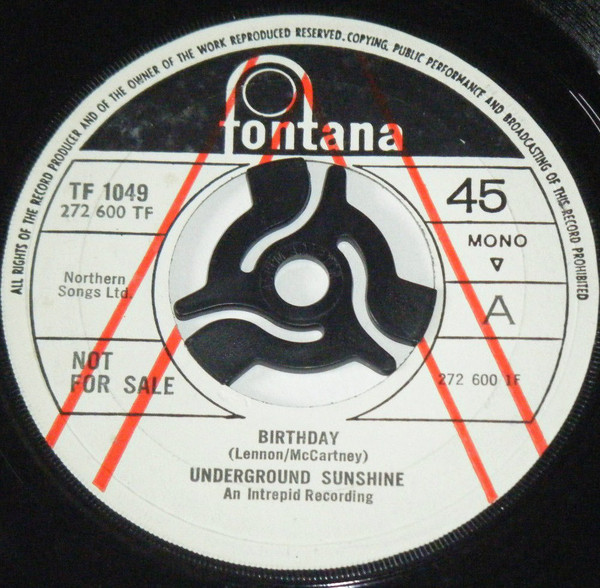 ALL RIGHTS OF THE RECORD PRODUCER AND OF THE OWNER OF THE WORK REPRODUCED RESERVED. COPYING, PUBLIC PERFORMANCE AND BROADCASTING OF THIS RECORD PROHIBITED
fontana
TF 1049
272 600 TF
45
MONO
Northern
Songs Ltd.
A
NOT
FOR SALE
272 600 1F
BIRTHDAY
(Lennon/McCartney)
UNDERGROUND SUNSHINE
An Intrepid Recording